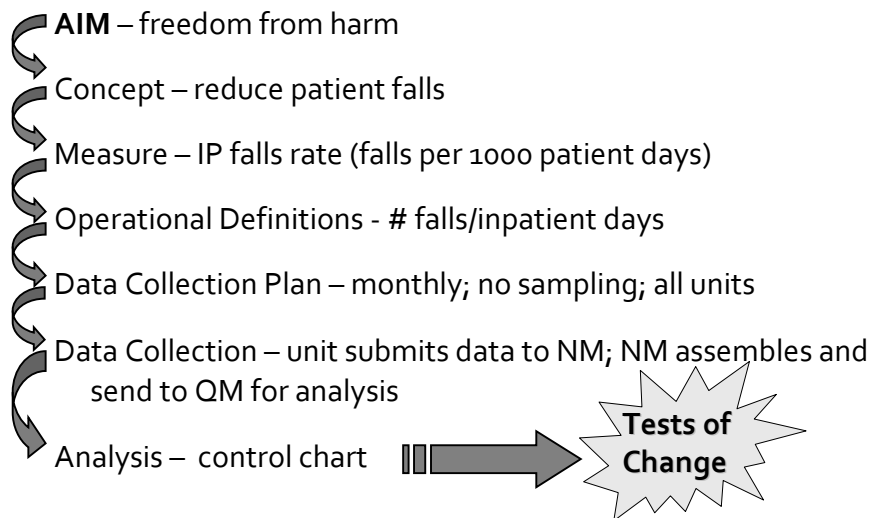 AIM – freedom from harm
Concept – reduce patient falls
Measure – IP falls rate (falls per 1000 patient days)
Operational Definitions - # falls/inpatient days
Data Collection Plan – monthly; no sampling; all units
Data Collection – unit submits data to NM; NM assembles and
send to QM for analysis
Analysis – control chart
Tests of
Change